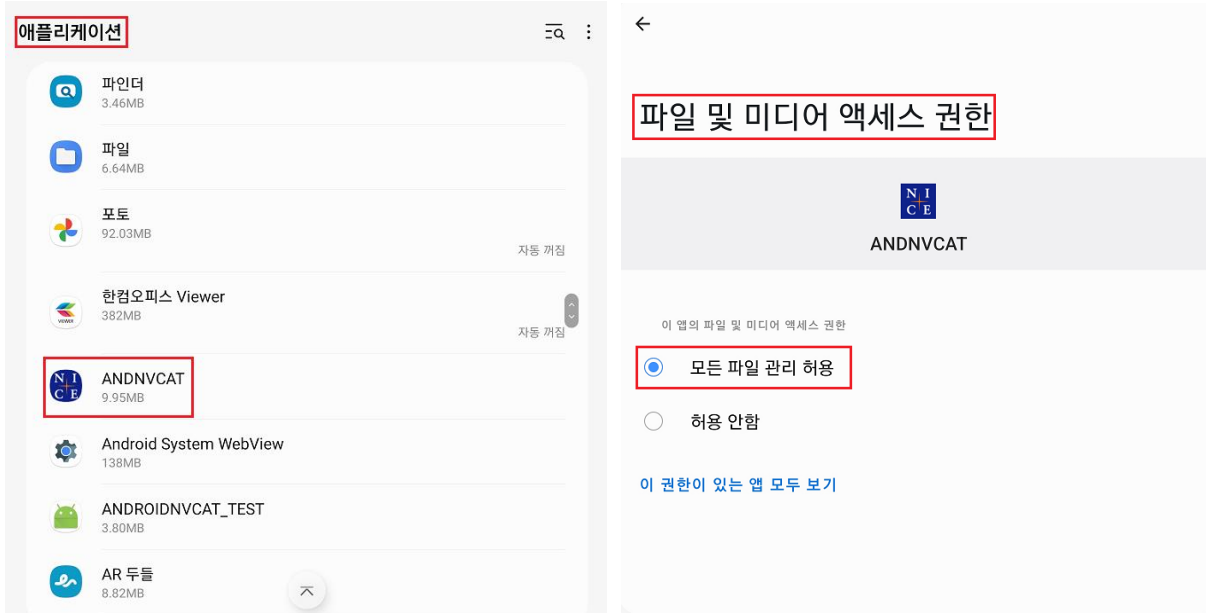 애플리케이션
파인더
3.46MB
파일
6.64MB
포토
92.03MB
자동 꺼짐
한컴오피스 Viewer
382MB
자동 꺼짐
VIEWER
NI
CE
ANDNVCAT
9.95MB
Android System WebView
138MB
ANDROIDNVCAT_TEST
3.80MB
AR 두들
8.82MB
파일 및 미디어 액세스 권한
NI
CE
ANDNVCAT
이 앱의 파일 및 미디어 액세스 권한
모든 파일 관리 허용
허용 안함
이 권한이 있는 앱 모두 보기